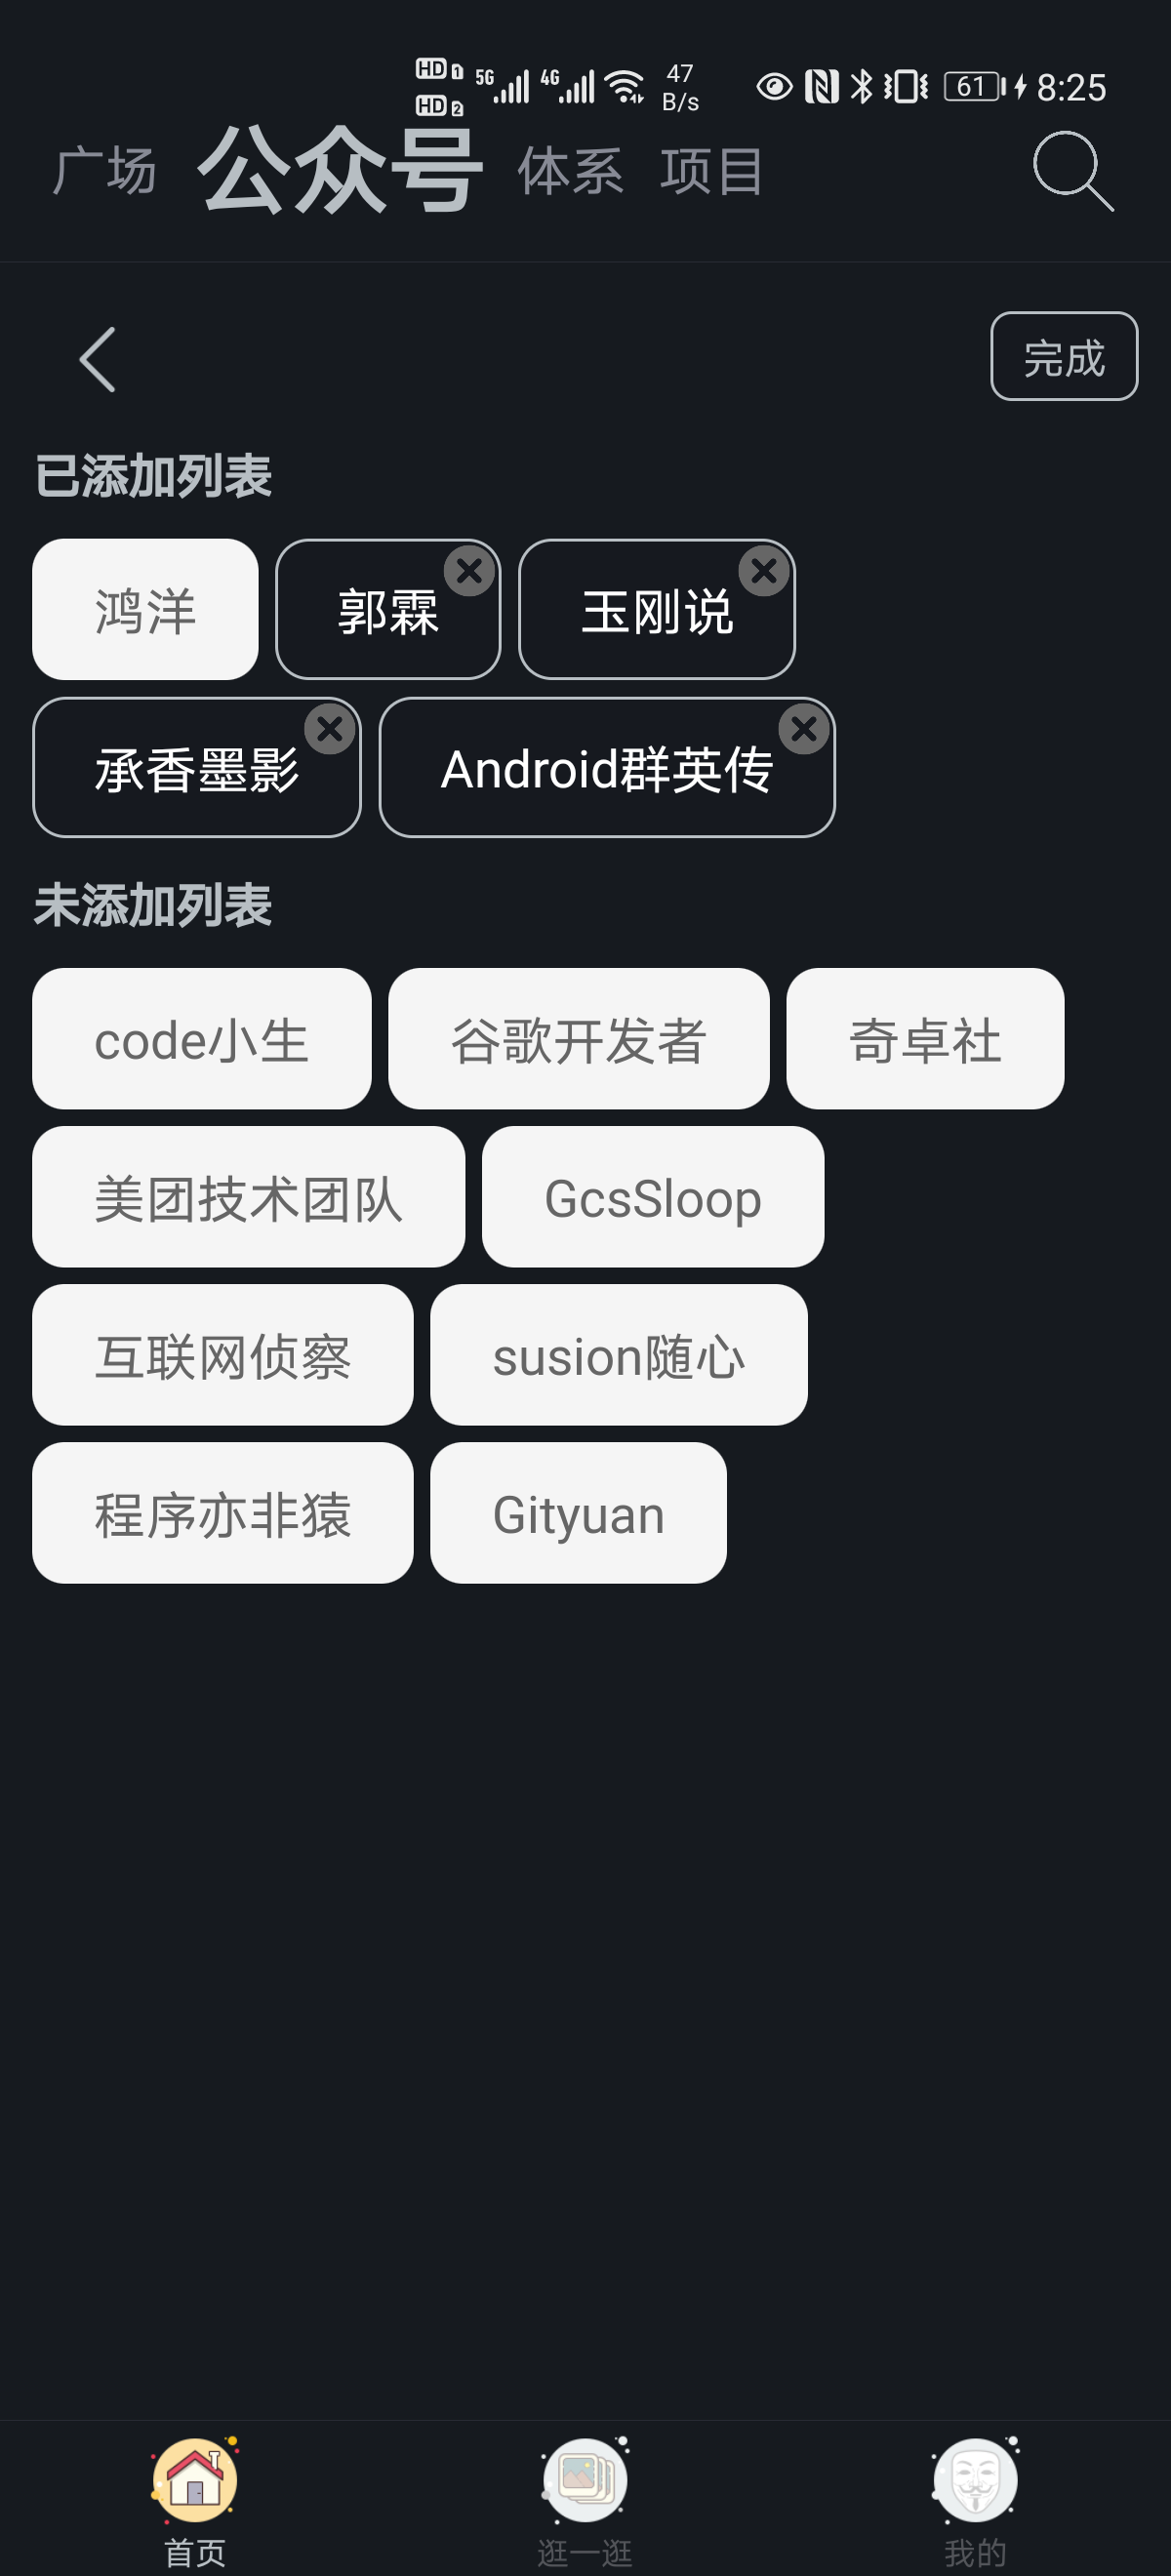 HD 1 5G 4G 47 61 8:25
HD 2 B/s
广场 公众号 体系 项目
完成
已添加列表
鸿洋 郭霖 玉刚说
承香墨影 Android群英传
未添加列表
code小生 谷歌开发者 奇卓社
美团技术团队 GcsSloop
互联网侦察 susion随心
程序亦非猿 Gityuan
首页 逛一逛 我的